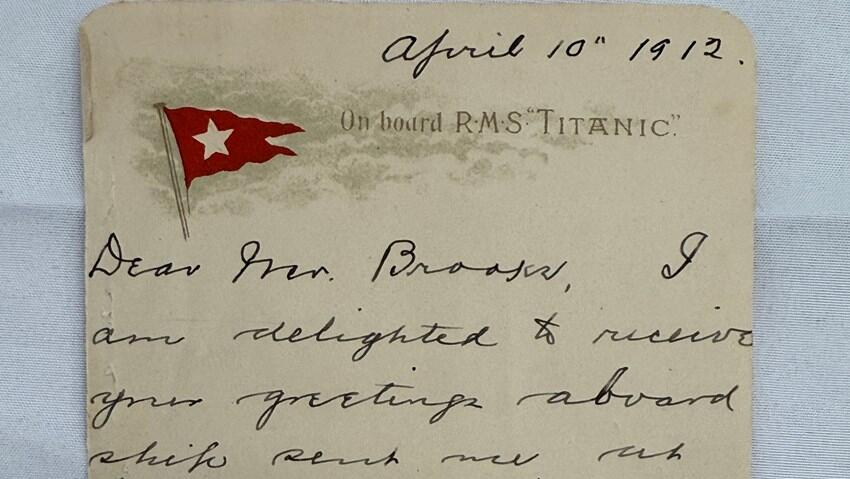 April 10" 1912.
On board R·M·S· "TITANIC."
Dear Mr. Brooks, I
am delighted to receive
your greetings aboard
ship sent me at